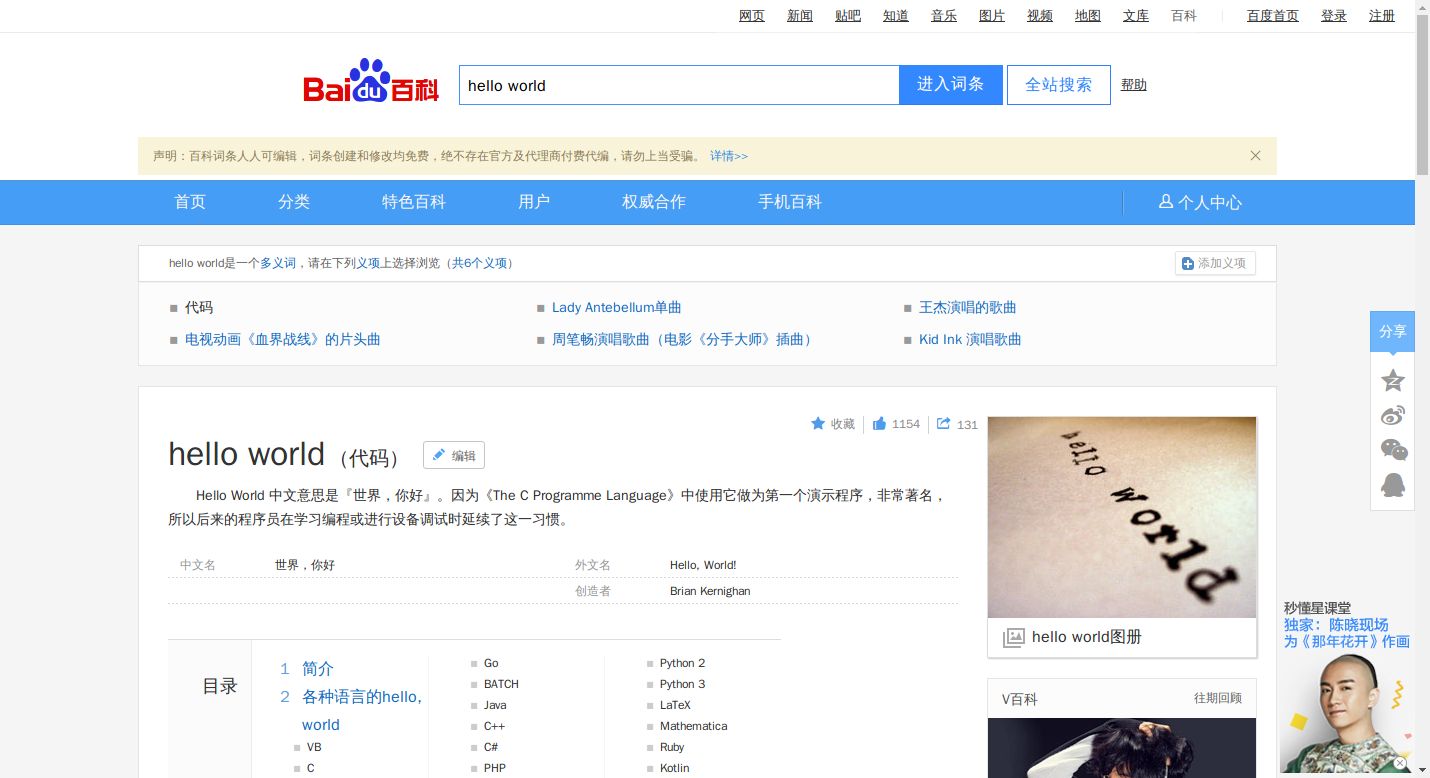 网页 新闻 贴吧 知道 音乐 图片 视频 地图 文库 百科 百度首页 登录 注册
Bai du 百科 hello world 进入词条 全站搜索 帮助
声明：百科词条人人可编辑，词条创建和修改均免费，绝不存在官方及代理商付费代编，请勿上当受骗。 详情>>
首页 分类 特色百科 用户 权威合作 手机百科 个人中心
hello world是一个多义词，请在下列义项上选择浏览（共6个义项） 添加义项
代码 Lady Antebellum单曲 王杰演唱的歌曲
电视动画《血界战线》的片头曲 周笔畅演唱歌曲（电影《分手大师》插曲） Kid Ink 演唱歌曲
分享
收藏 1154 131
hello world（代码） 编辑
Hello World 中文意思是『世界，你好』。因为《The C Programme Language》中使用它做为第一个演示程序，非常著名，
所以后来的程序员在学习编程或进行设备调试时延续了这一习惯。
中文名 世界，你好 外文名 Hello, World!
创造者 Brian Kernighan
hello world
hello world图册
目录
1 简介
2 各种语言的hello,
world
VB
C
Go
BATCH
Java
C++
C#
PHP
Python 2
Python 3
LaTeX
Mathematica
Ruby
Kotlin
V百科 往期回顾
秒懂星课堂
独家：陈晓现场
为《那年花开》作画